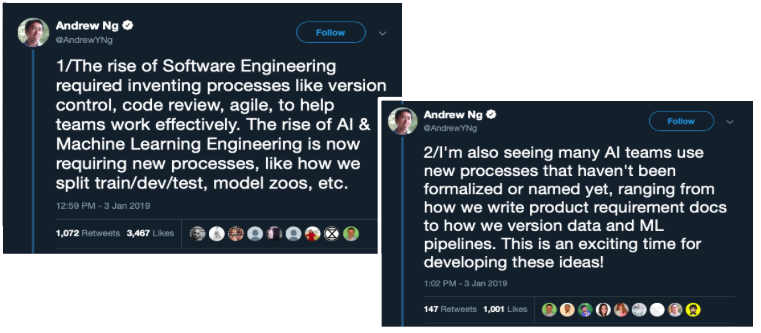 Andrew Ng
@AndrewYNg
Follow
1/The rise of Software Engineering
required inventing processes like version
control, code review, agile, to help
teams work effectively. The rise of AI &
Machine Learning Engineering is now
requiring new processes, like how we
split train/dev/test, model zoos, etc.
12:59 PM - 3 Jan 2019
1,072 Retweets 3,467 Likes
Andrew Ng
@AndrewYNg
Follow
2/I'm also seeing many AI teams use
new processes that haven't been
formalized or named yet, ranging from
how we write product requirement docs
to how we version data and ML
pipelines. This is an exciting time for
developing these ideas!
1:02 PM - 3 Jan 2019
147 Retweets 1,001 Likes